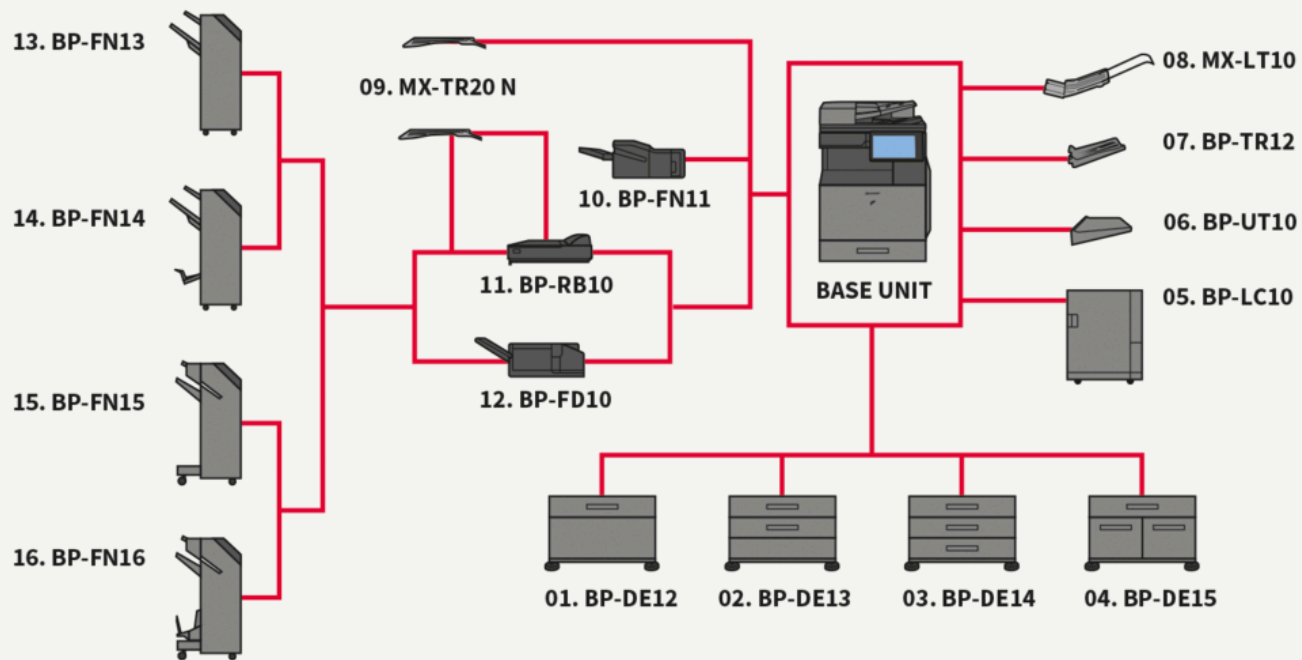 13. BP-FN13
09. MX-TR20 N
08. MX-LT10
07. BP-TR12
14. BP-FN14
10. BP-FN11
06. BP-UT10
11. BP-RB10
BASE UNIT
05. BP-LC10
15. BP-FN15
12. BP-FD10
16. BP-FN16
01. BP-DE12
02. BP-DE13
03. BP-DE14
04. BP-DE15